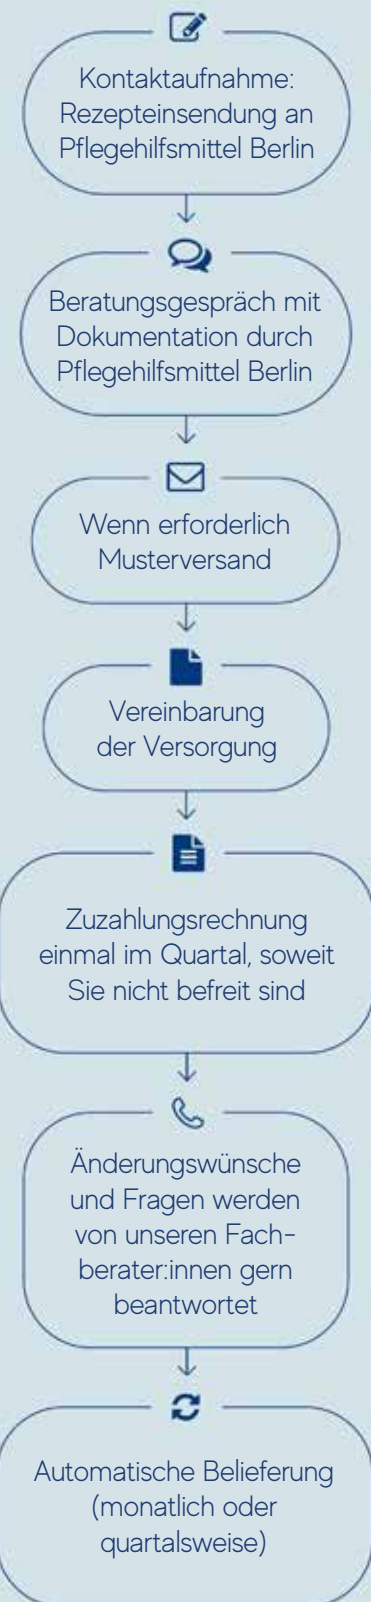 Kontaktaufnahme:
Rezepteinsendung an
Pflegehilfsmittel Berlin
Beratungsgespräch mit
Dokumentation durch
Pflegehilfsmittel Berlin
Wenn erforderlich
Musterversand
Vereinbarung
der Versorgung
Zuzahlungsrechnung
einmal im Quartal, soweit
Sie nicht befreit sind
Änderungswünsche
und Fragen werden
von unseren Fach-
berater:innen gern
beantwortet
Automatische Belieferung
(monatlich oder
quartalsweise)